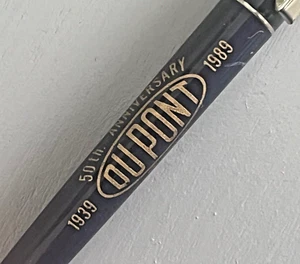 50th. ANNIVERSARY
1939 DUPONT 1989